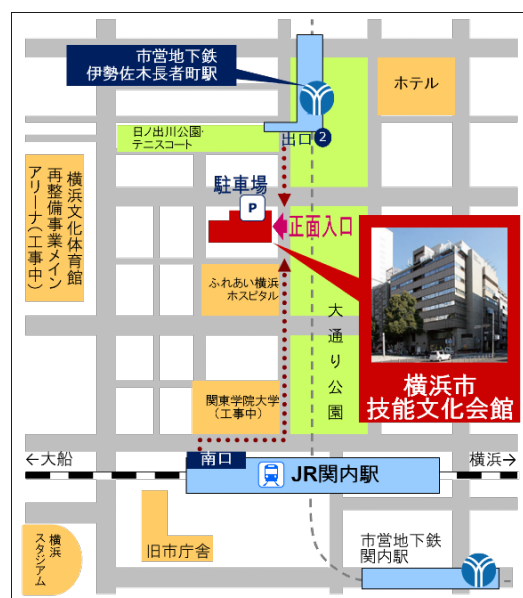 市営地下鉄
伊勢佐木長者町駅
ホテル
日ノ出川公園・
テニスコート
出口2
駐車場
P
正面入口
横浜文化体育館
再整備事業メイン
アリーナ(工事中)
ふれあい横浜
ホスピタル
大通り公園
横浜市
技能文化会館
関東学院大学
(工事中)
←大船
南口
横浜→
JR関内駅
旧市庁舎
市営地下鉄
関内駅
横浜
スタジアム